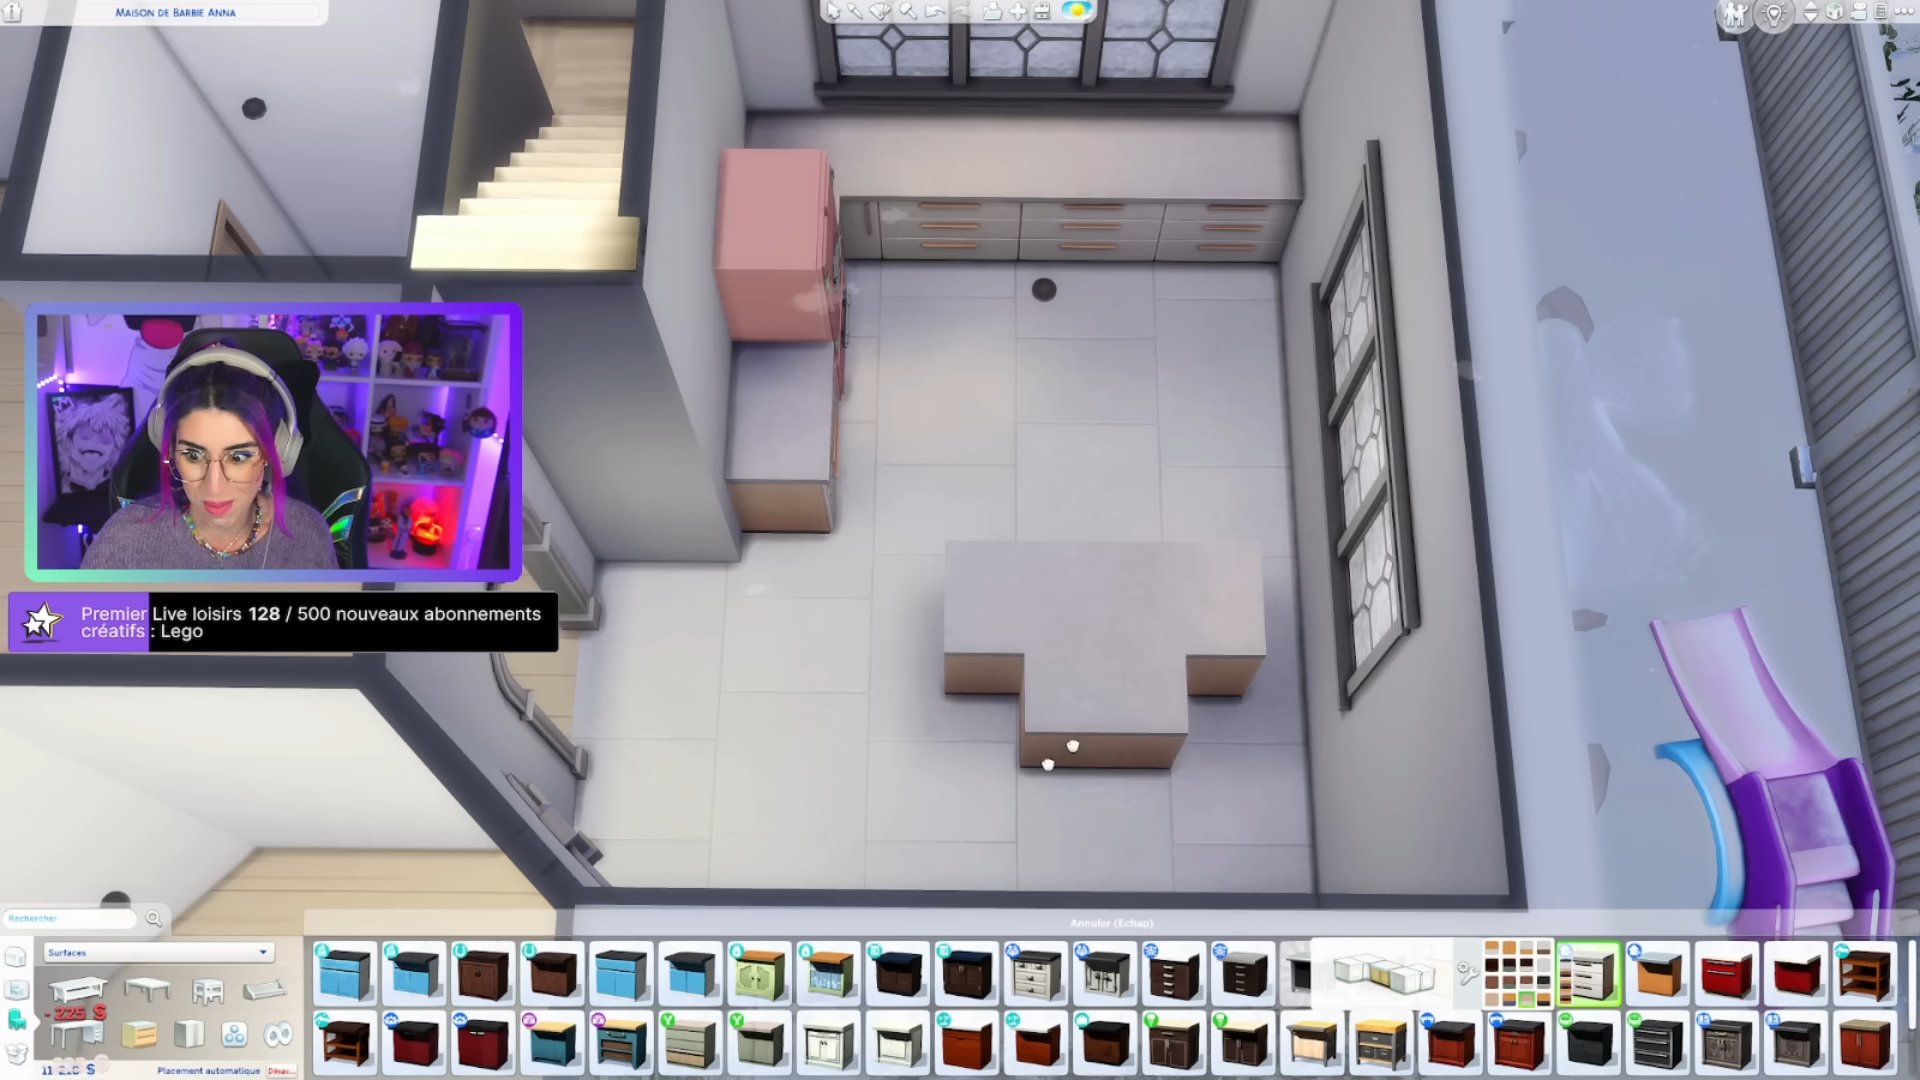 MAISON DE BARBIE ANNA
Premier Live loisirs 128 / 500 nouveaux abonnements
créatifs : Lego
Annuler (Echap)
Rechercher
Surfaces
- 225 $
Placement automatique